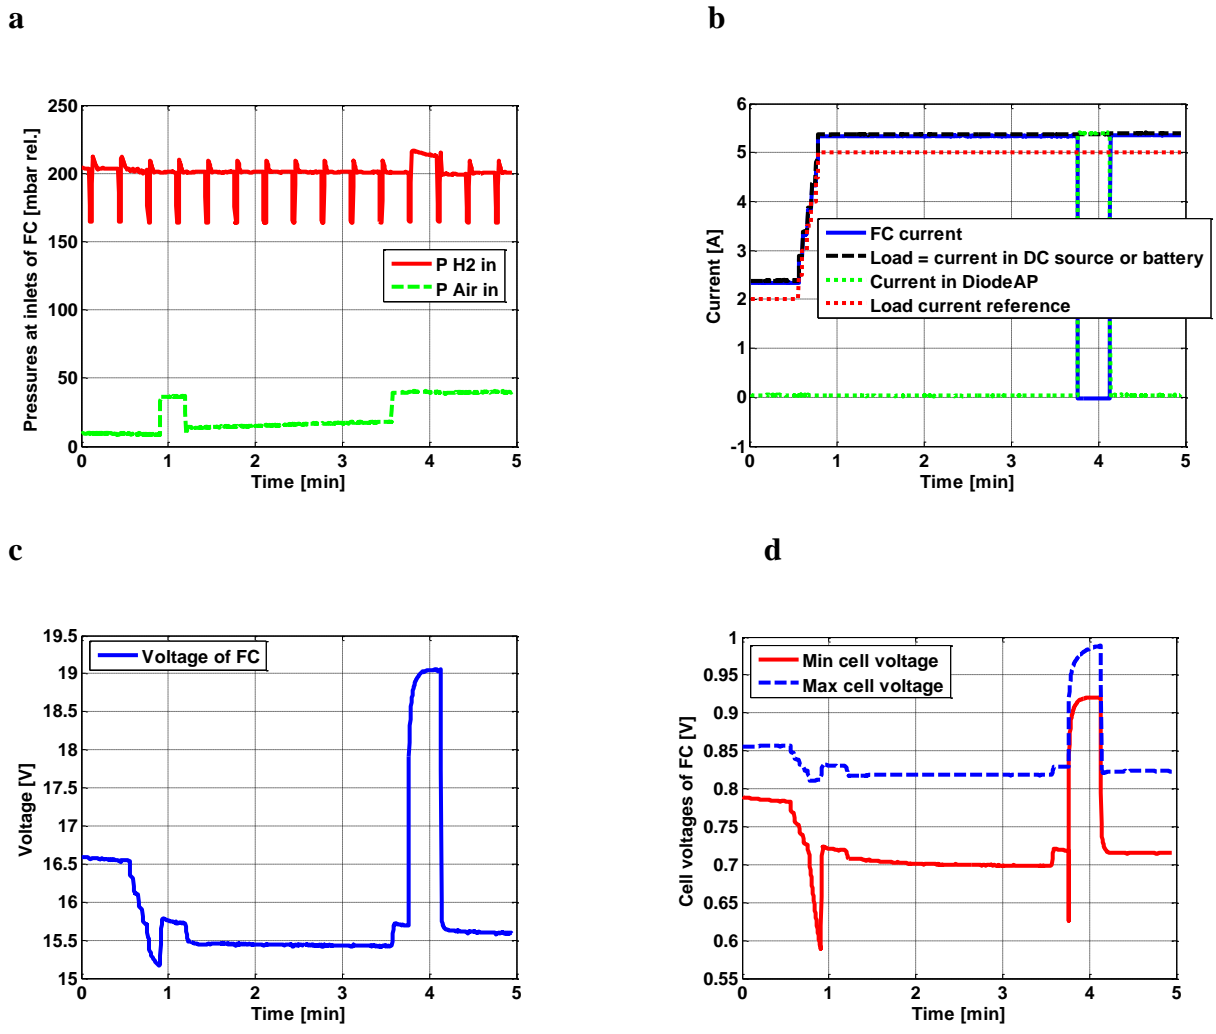 a
b
250
200
150
100
50
0
0 1 2 3 4 5
Pressures at inlets of FC [mbar rel.]
Time [min]
P H2 in
P Air in
6
5
4
3
2
1
0
-1
0 1 2 3 4 5
Current [A]
Time [min]
FC current
Load = current in DC source or battery
Current in DiodeAP
Load current reference
c
d
19.5
19
18.5
18
17.5
17
16.5
16
15.5
15
0 1 2 3 4 5
Voltage [V]
Time [min]
Voltage of FC
1
0.95
0.9
0.85
0.8
0.75
0.7
0.65
0.6
0.55
0 1 2 3 4 5
Cell voltages of FC [V]
Time [min]
Min cell voltage
Max cell voltage